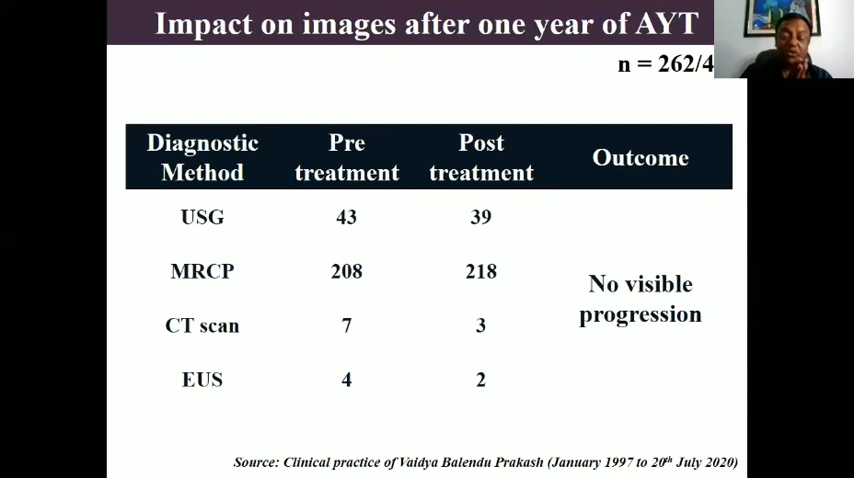 Impact on images after one year of AYT
n = 262/4
Diagnostic Method
Pre treatment
Post treatment
Outcome
USG 43 39
MRCP 208 218
No visible progression
CT scan 7 3
EUS 4 2
Source: Clinical practice of Vaidya Balendu Prakash (January 1997 to 20th July 2020)